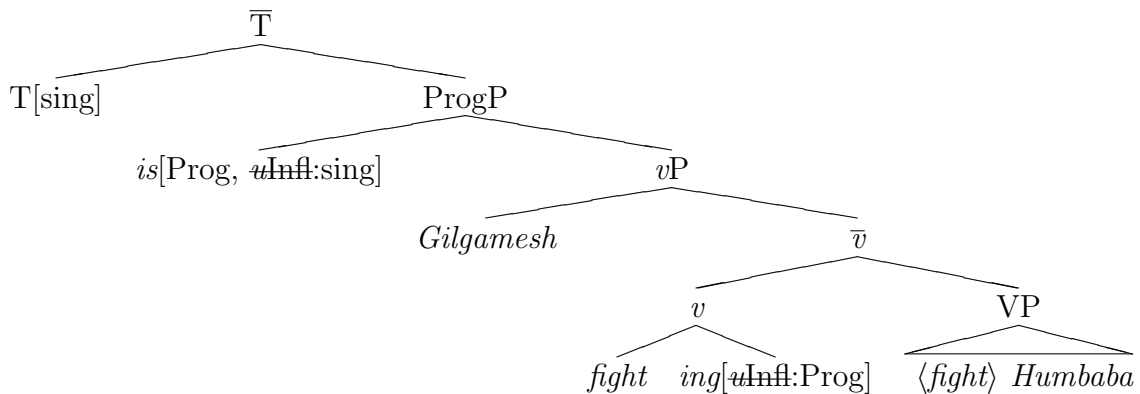 T̅
T[sing] ProgP
is[Prog, uInfl:sing] vP
Gilgamesh v̅
v VP
fight ing[uInfl:Prog] ⟨fight⟩ Humbaba